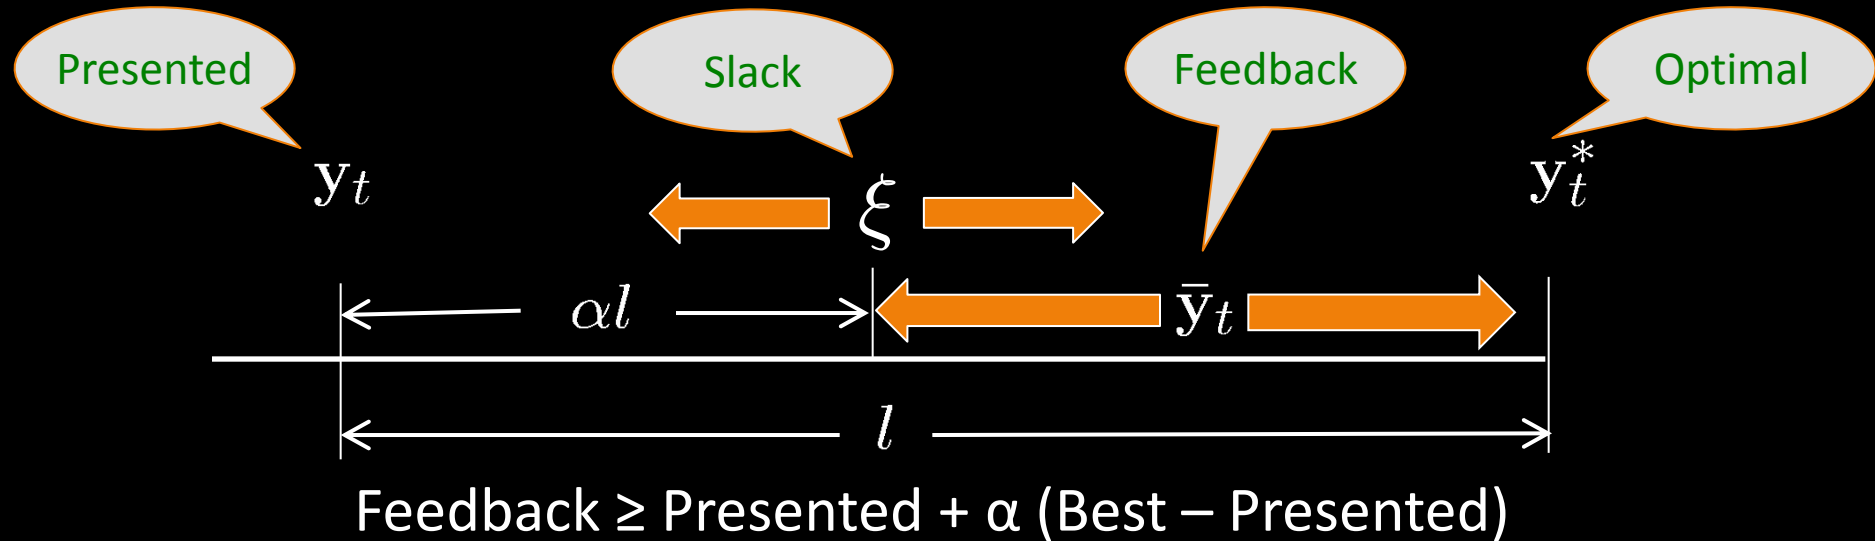 Presented
Slack
Feedback
Optimal
𝐲ₜ
ξ
𝐲ₜ*
αl
𝐲̄ₜ
l
Feedback ≥ Presented + α (Best – Presented)